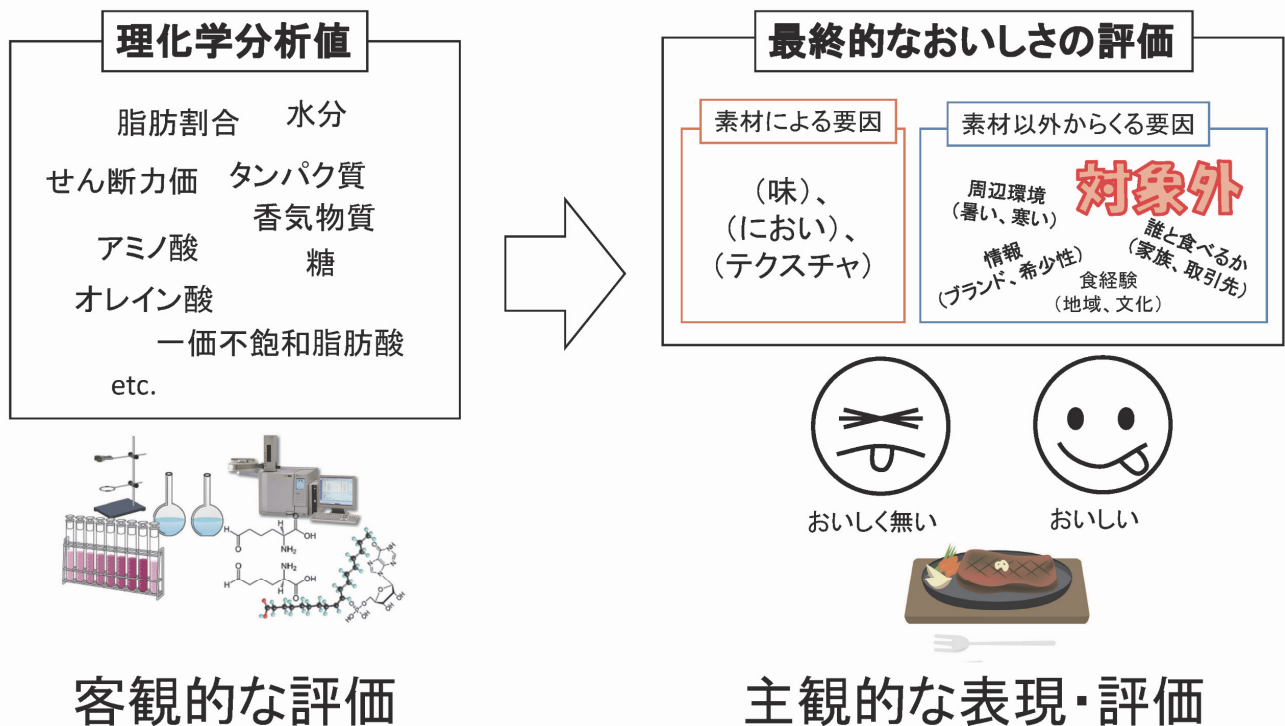 理化学分析値
脂肪割合
水分
せん断力価
タンパク質
香気物質
アミノ酸
糖
オレイン酸
一価不飽和脂肪酸
etc.
客観的な評価
最終的なおいしさの評価
素材による要因
（味）、
（におい）、
（テクスチャ）
素材以外からくる要因
対象外
周辺環境
（暑い、寒い）
誰と食べるか
（家族、取引先）
情報
（ブランド、希少性）
食経験
（地域、文化）
おいしく無い
おいしい
主観的な表現・評価